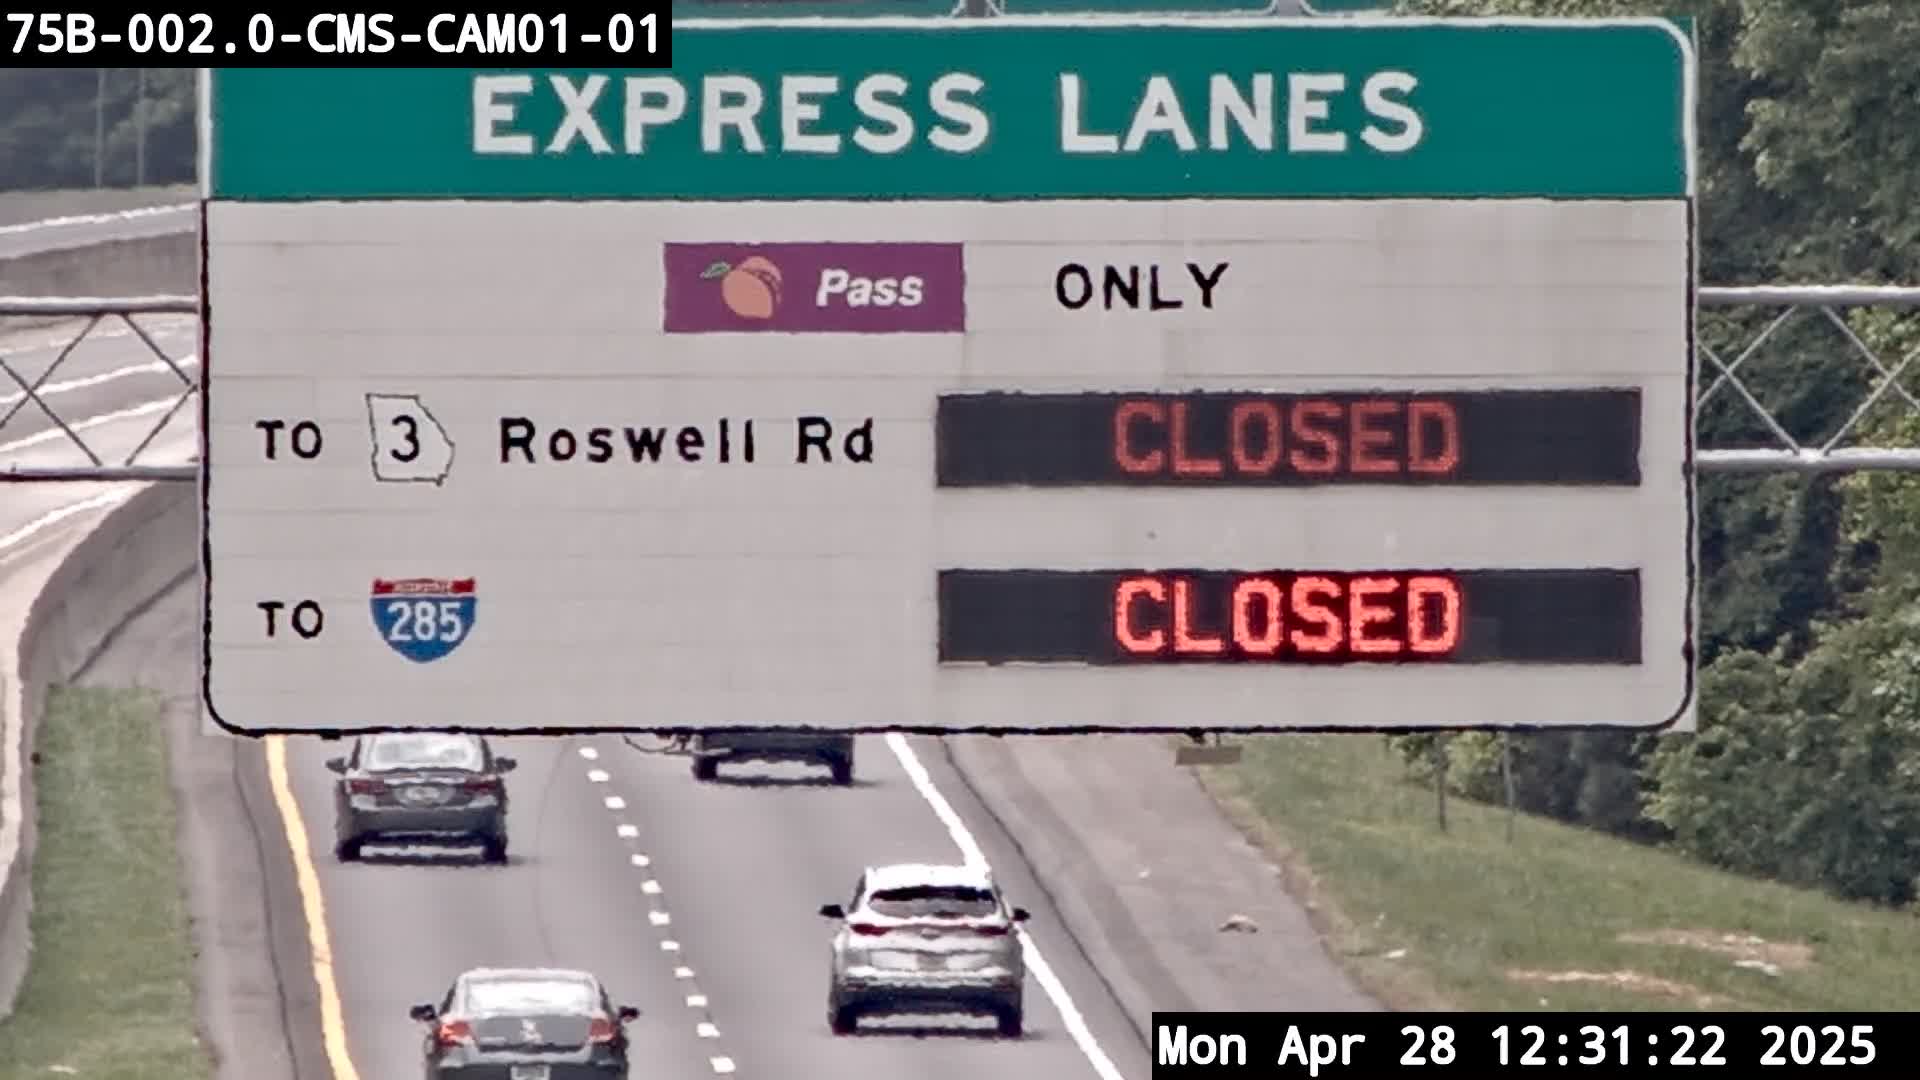 75B-002.0-CMS-CAM01-01
EXPRESS LANES
Pass ONLY
TO 3 Roswell Rd CLOSED
TO INTERSTATE 285 CLOSED
Mon Apr 28 12:31:22 2025